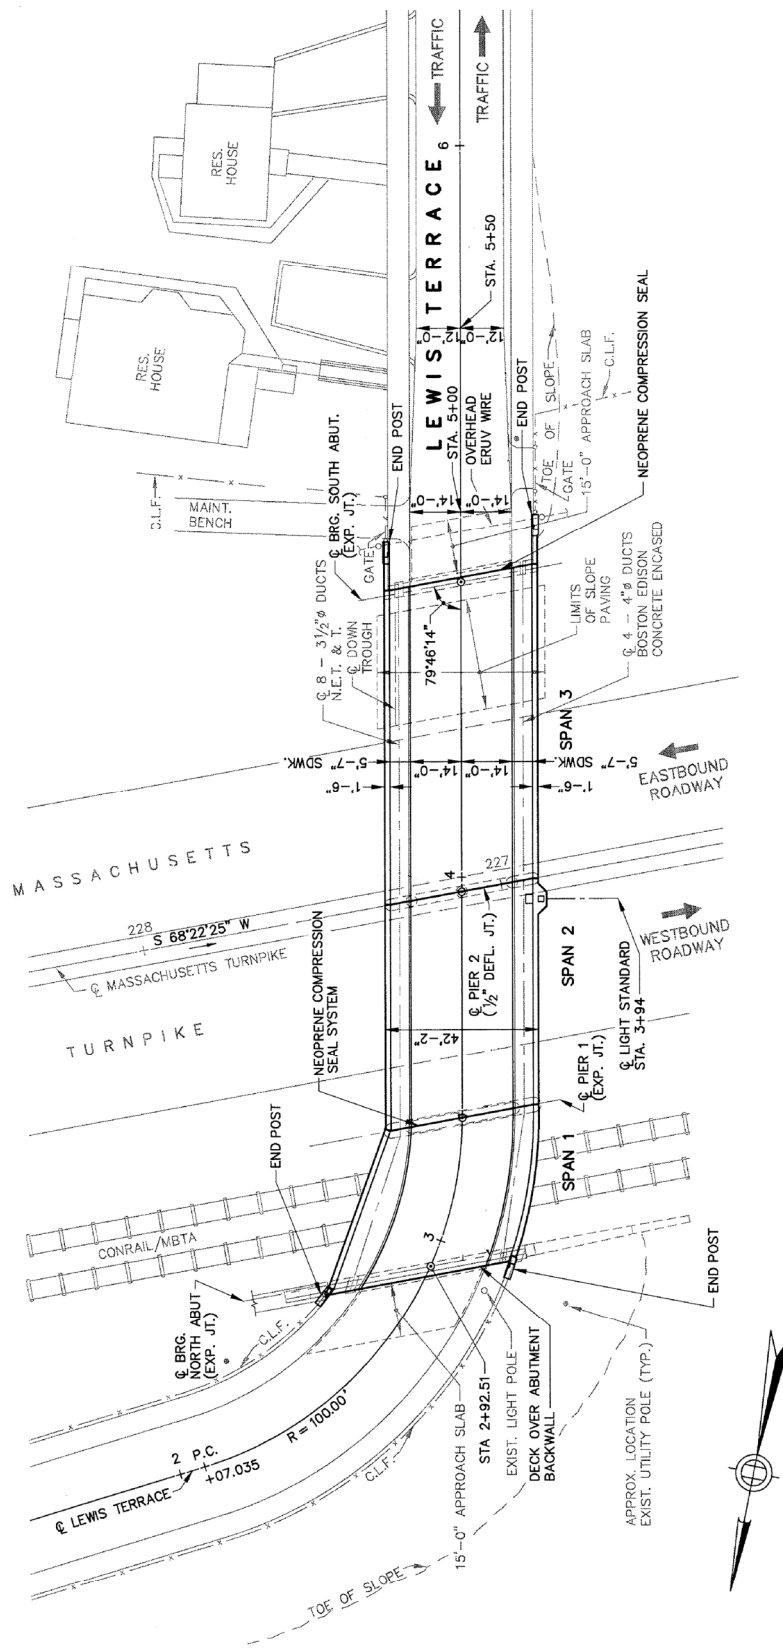 RES.
HOUSE
RES.
HOUSE
TRAFFIC
TRAFFIC
LEWIS TERRACE
6
STA. 5+50
12'-0"
12'-0"
STA. 5+00
OVERHEAD
ERUV WIRE
14'-0"
14'-0"
END POST
END POST
TOE OF SLOPE
15'-0" APPROACH SLAB
C.L.F.
GATE
NEOPRENE COMPRESSION SEAL
C.L.F.
MAINT.
BENCH
℄ BRG. SOUTH ABUT.
(EXP. JT.)
GATE
℄ 8 - 3½"ø DUCTS
N.E.T. & T.
℄ DOWN
TROUGH
79°46'14"
LIMITS
OF SLOPE
PAVING
℄ 4 - 4"ø DUCTS
BOSTON EDISON
CONCRETE ENCASED
SPAN 3
5'-7" SDWK.
1'-6"
14'-0"
14'-0"
5'-7" SDWK.
1'-6"
EASTBOUND
ROADWAY
MASSACHUSETTS
228
S 68°22'25" W
227
4
℄ MASSACHUSETTS TURNPIKE
TURNPIKE
WESTBOUND
ROADWAY
SPAN 2
℄ PIER 2
(½" DEFL. JT.)
℄ LIGHT STANDARD
STA. 3+94
NEOPRENE COMPRESSION
SEAL SYSTEM
42'-2"
℄ PIER 1
(EXP. JT.)
SPAN 1
END POST
CONRAIL/MBTA
3
END POST
℄ BRG.
NORTH ABUT
(EXP. JT.)
C.L.F.
2 P.C.
+07.035
R = 100.00'
℄ LEWIS TERRACE
C.L.F.
15'-0" APPROACH SLAB
STA 2+92.51
EXIST. LIGHT POLE
DECK OVER ABUTMENT
BACKWALL
APPROX. LOCATION
EXIST. UTILITY POLE (TYP.)
TOE OF SLOPE